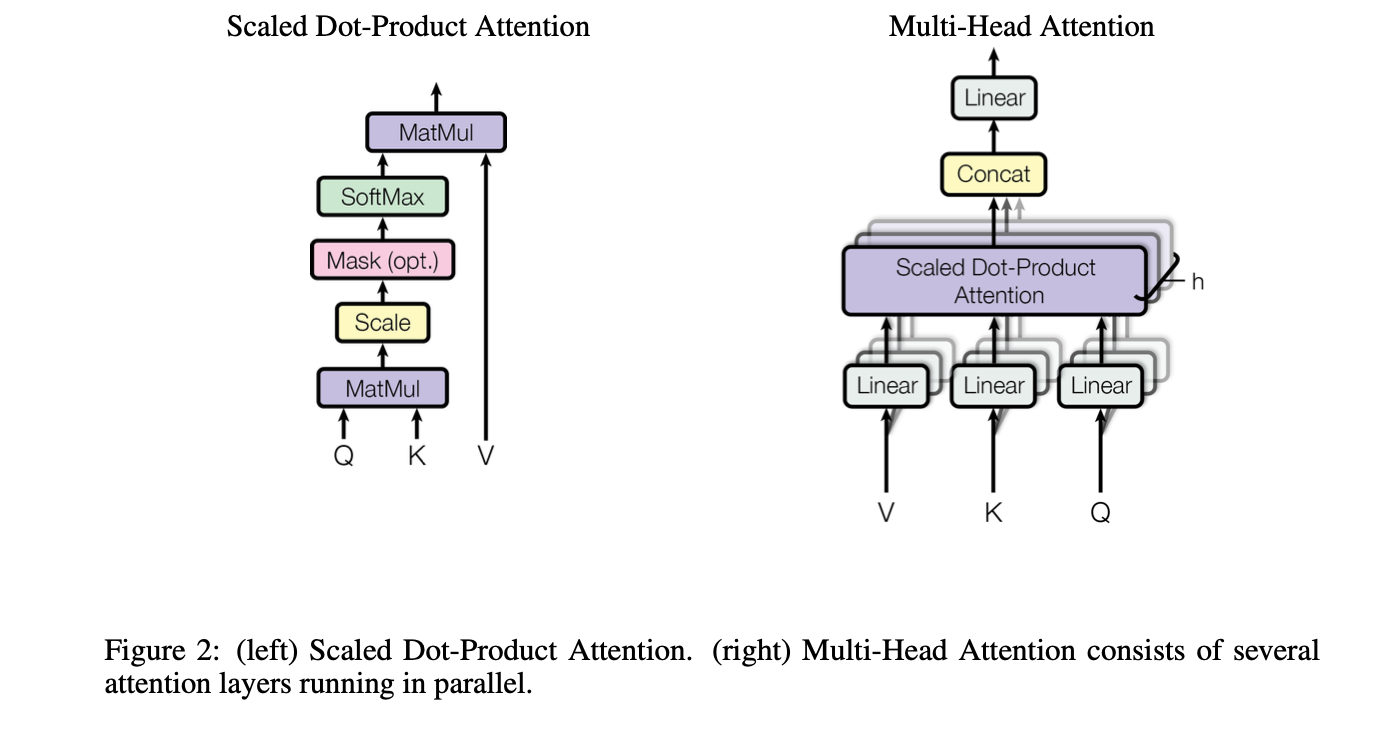 Scaled Dot-Product Attention
MatMul
SoftMax
Mask (opt.)
Scale
MatMul
Q K V
Multi-Head Attention
Linear
Concat
Scaled Dot-Product
Attention
h
Linear Linear Linear
V K Q
Figure 2: (left) Scaled Dot-Product Attention. (right) Multi-Head Attention consists of several
attention layers running in parallel.